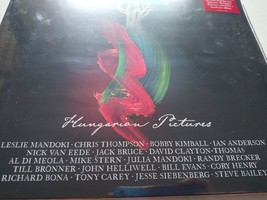 Hungarian Pictures
LESLIE MANDOKI · CHRIS THOMPSON · BOBBY KIMBALL · IAN ANDERSON
NICK VAN EEDE · JACK BRUCE · DAVID CLAYTON-THOMAS
AL DI MEOLA · MIKE STERN · JULIA MANDOKI · RANDY BRECKER
TILL BRÖNNER · JOHN HELLIWELL · BILL EVANS · CORY HENRY
RICHARD BONA · TONY CAREY · JESSE SIEBENBERG · STEVE BAILEY